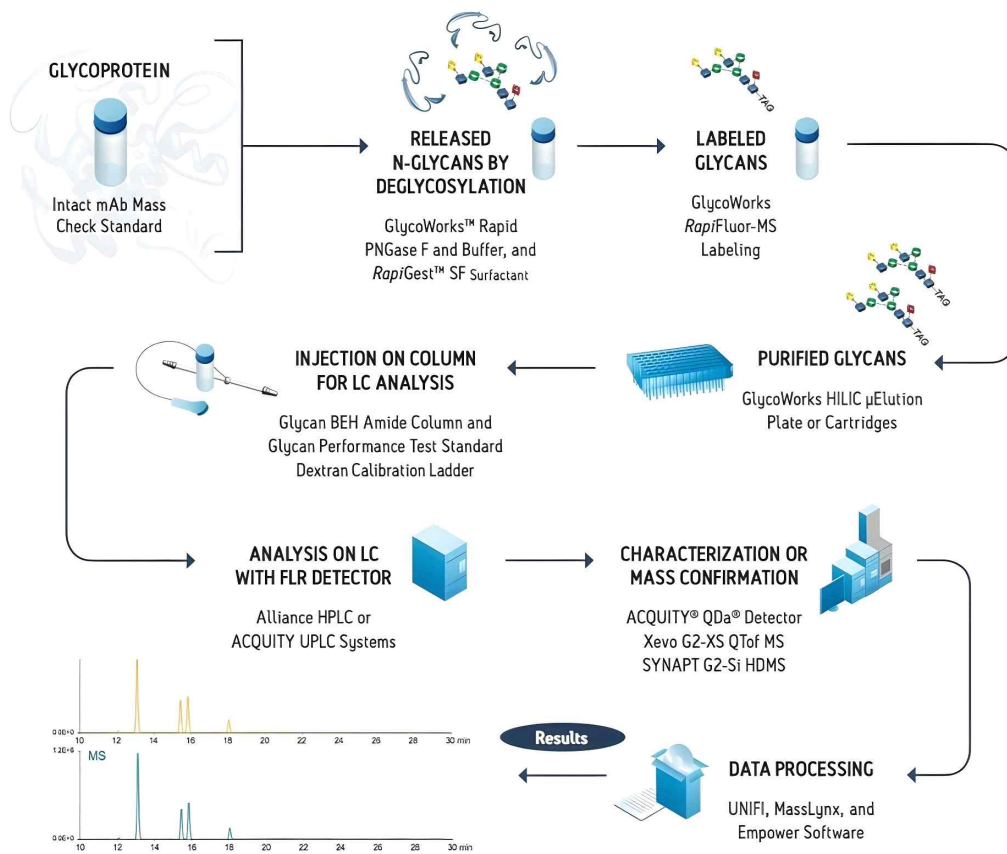 GLYCOPROTEIN
Intact mAb Mass
Check Standard
RELEASED
N-GLYCANS BY
DEGLYCOSYLATION
GlycoWorks™ Rapid
PNGase F and Buffer, and
RapiGest™ SF Surfactant
TAG
LABELED
GLYCANS
GlycoWorks
RapiFluor-MS
Labeling
TAG
TAG
PURIFIED GLYCANS
GlycoWorks HILIC µElution
Plate or Cartridges
INJECTION ON COLUMN
FOR LC ANALYSIS
Glycan BEH Amide Column and
Glycan Performance Test Standard
Dextran Calibration Ladder
ANALYSIS ON LC
WITH FLR DETECTOR
Alliance HPLC or
ACQUITY UPLC Systems
CHARACTERIZATION OR
MASS CONFIRMATION
ACQUITY® QDa® Detector
Xevo G2-XS QTof MS
SYNAPT G2-Si HDMS
DATA PROCESSING
UNIFI, MassLynx, and
Empower Software
Results
0.0E+0
10 12 14 16 18 20 22 24 26 28 30 min
1.2E+6
MS
0.0E+0
10 12 14 16 18 20 22 24 26 28 30 min